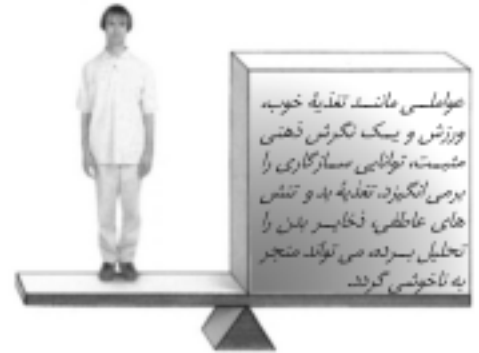 عواملی مانند تغذیهٔ خوب،
ورزش و یک نگرش ذهنی
مثبت، توانایی سازگاری را
برمی‌انگیزد. تغذیهٔ بد و تنش
های عاطفی، ذخایر بدن را
تحلیل برده، می تواند منجر
به ناخوشی گردد.